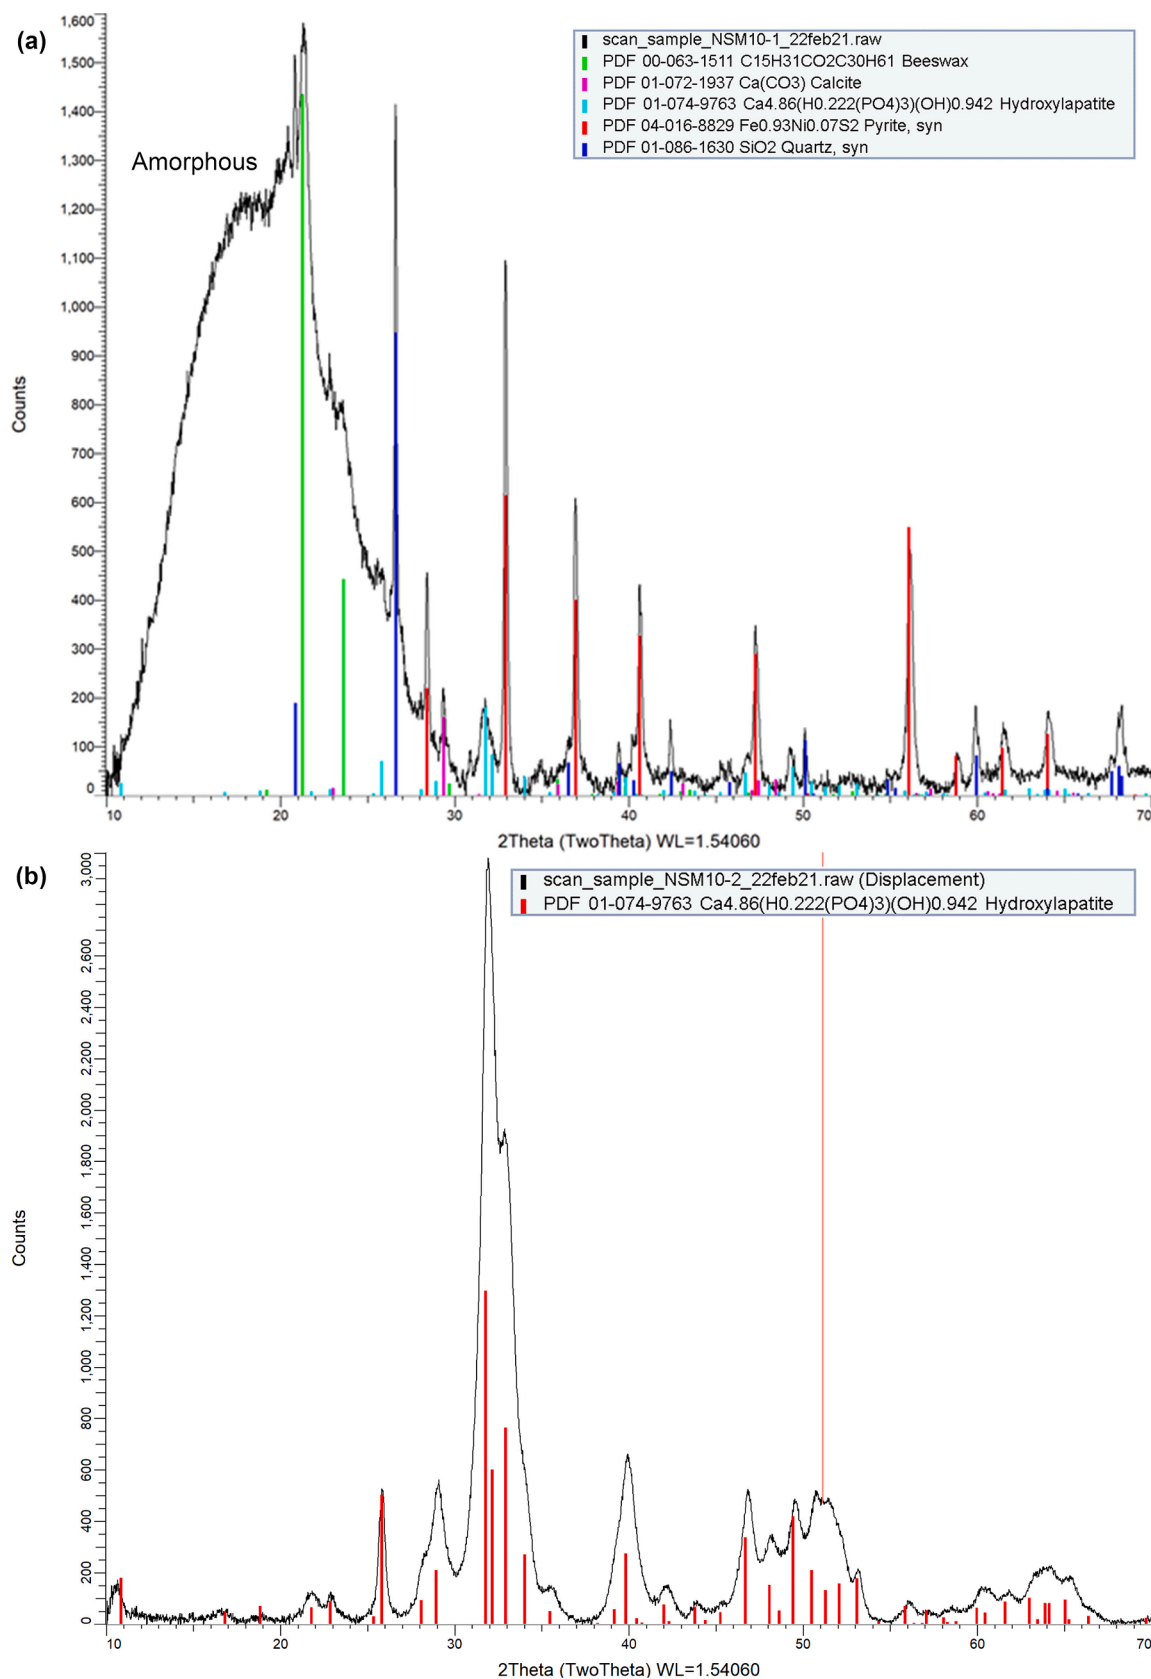 (a)
scan_sample_NSM10-1_22feb21.raw
PDF 00-063-1511 C15H31CO2C30H61 Beeswax
PDF 01-072-1937 Ca(CO3) Calcite
PDF 01-074-9763 Ca4.86(H0.222(PO4)3)(OH)0.942 Hydroxylapatite
PDF 04-016-8829 Fe0.93Ni0.07S2 Pyrite, syn
PDF 01-086-1630 SiO2 Quartz, syn
Amorphous
1,600
1,500
1,400
1,300
1,200
1,100
1,000
900
800
700
600
500
400
300
200
100
0
Counts
10 20 30 40 50 60 70
2Theta (TwoTheta) WL=1.54060
(b)
scan_sample_NSM10-2_22feb21.raw (Displacement)
PDF 01-074-9763 Ca4.86(H0.222(PO4)3)(OH)0.942 Hydroxylapatite
3,000
2,600
2,400
2,200
2,000
1,800
1,600
1,400
1,200
1,000
800
600
400
200
0
Counts
10 20 30 40 50 60 70
2Theta (TwoTheta) WL=1.54060